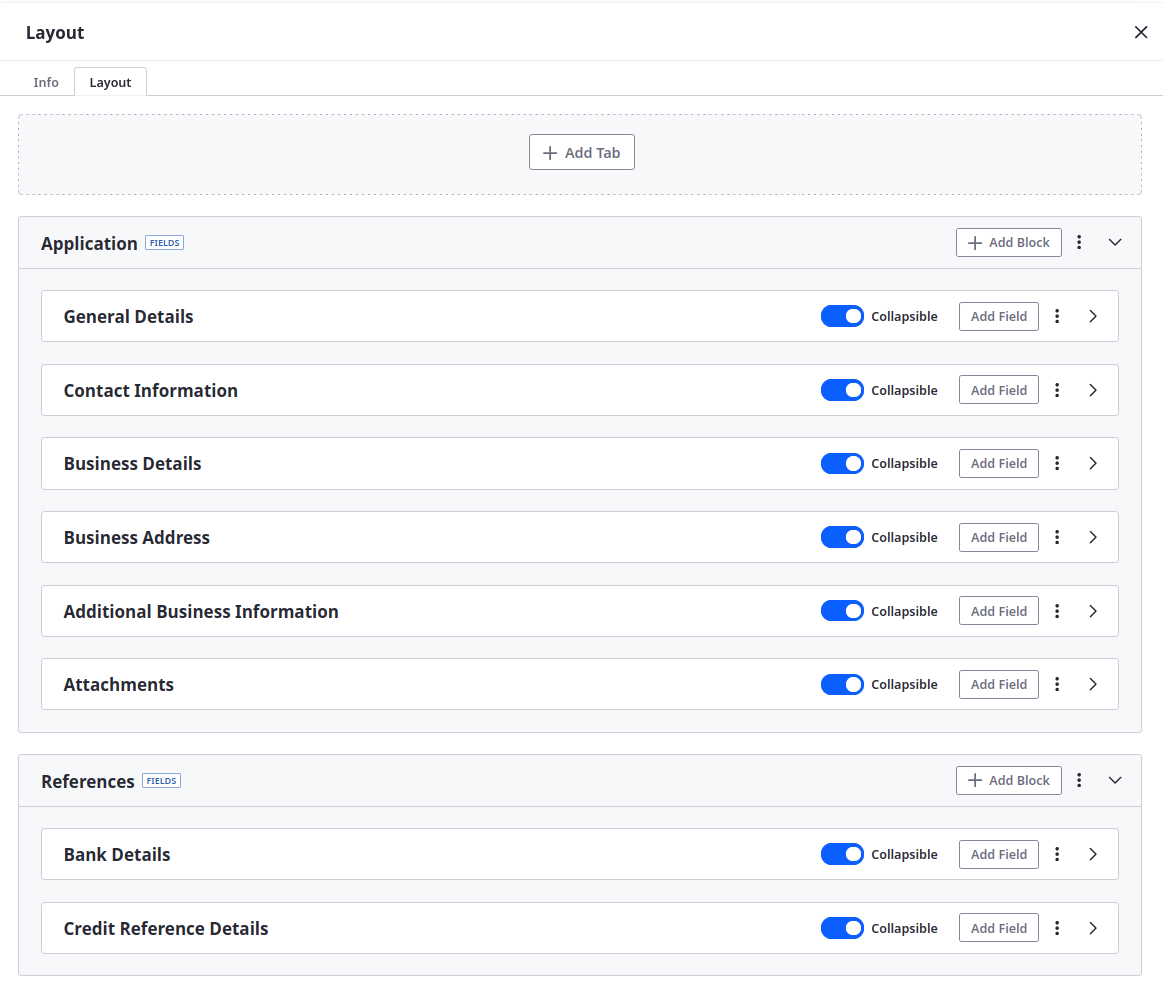 Layout
Info Layout
Add Tab
Application FIELDS Add Block
General Details Collapsible Add Field
Contact Information Collapsible Add Field
Business Details Collapsible Add Field
Business Address Collapsible Add Field
Additional Business Information Collapsible Add Field
Attachments Collapsible Add Field
References FIELDS Add Block
Bank Details Collapsible Add Field
Credit Reference Details Collapsible Add Field